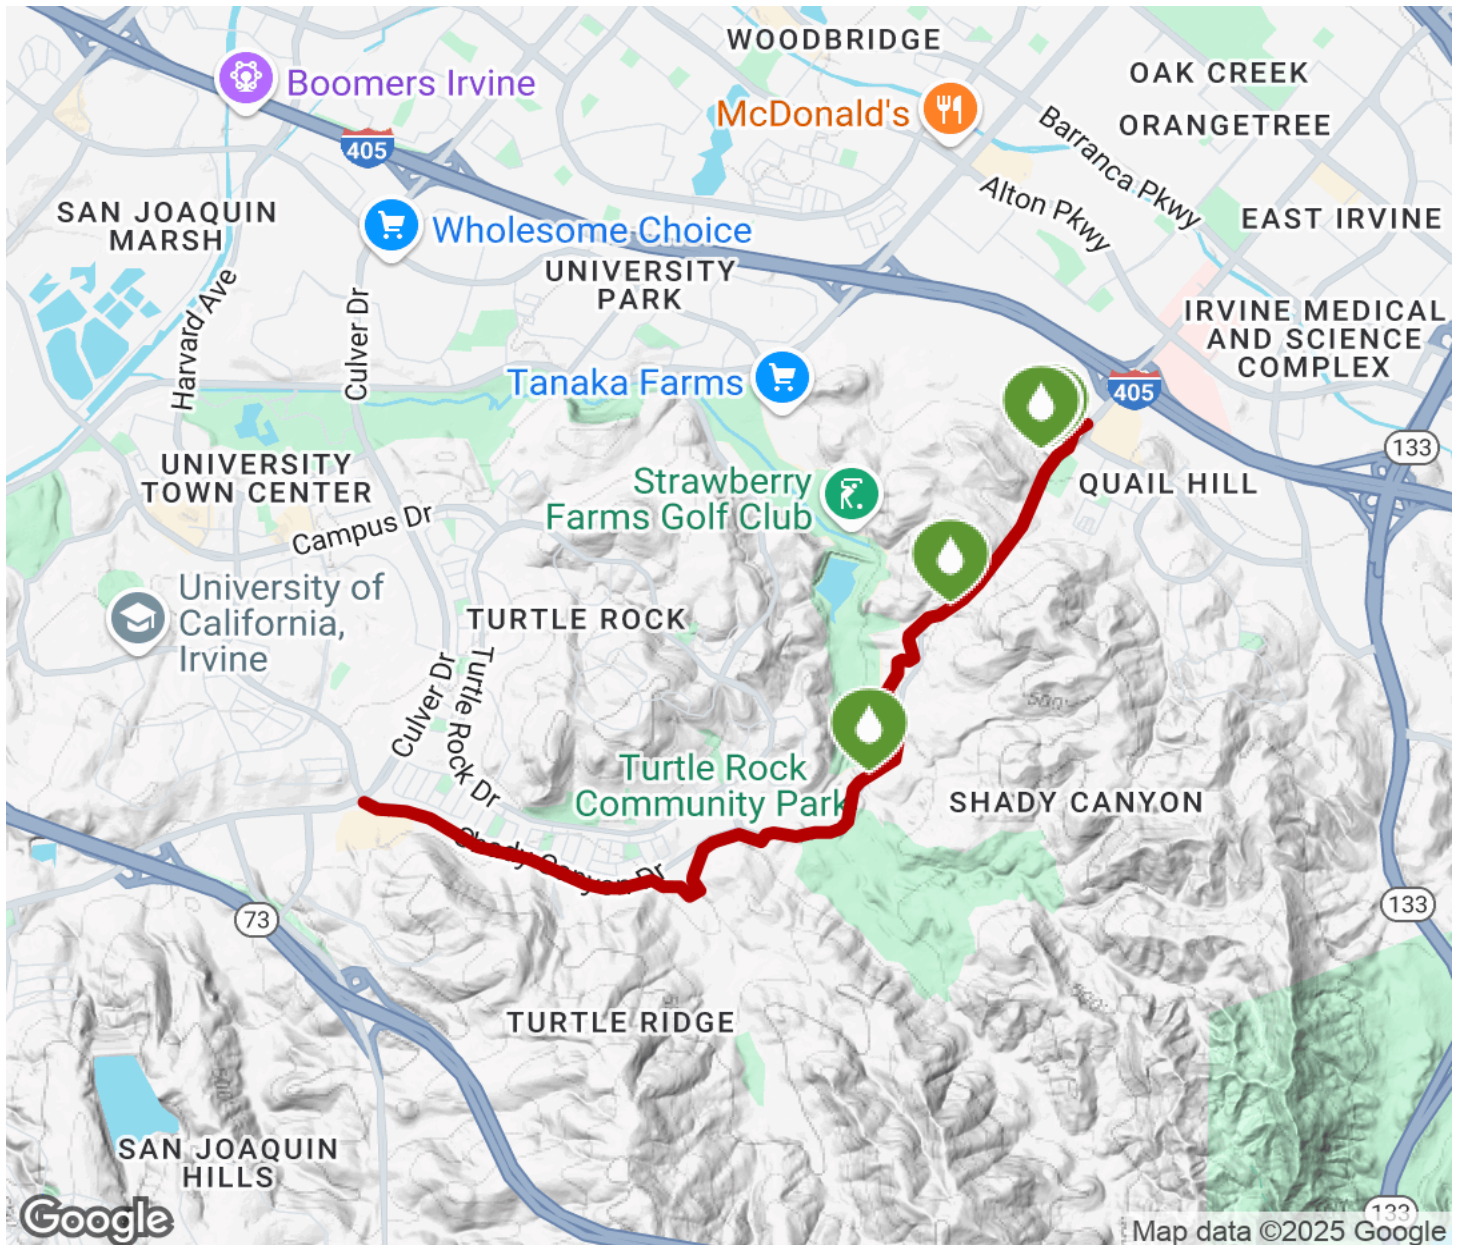 WOODBRIDGE
OAK CREEK
Boomers Irvine
McDonald's
ORANGETREE
405
Barranca Pkwy
Alton Pkwy
SAN JOAQUIN
MARSH
EAST IRVINE
Wholesome Choice
UNIVERSITY
PARK
Harvard Ave
Culver Dr
IRVINE MEDICAL
AND SCIENCE
COMPLEX
Tanaka Farms
405
133
UNIVERSITY
TOWN CENTER
Strawberry
Farms Golf Club
QUAIL HILL
Campus Dr
University of
California,
Irvine
TURTLE ROCK
Culver Dr
Turtle Rock Dr
500
Turtle Rock
Community Park
SHADY CANYON
Shady Canyon Dr
73
133
TURTLE RIDGE
SAN JOAQUIN
HILLS
133
Google
Map data ©2025 Google